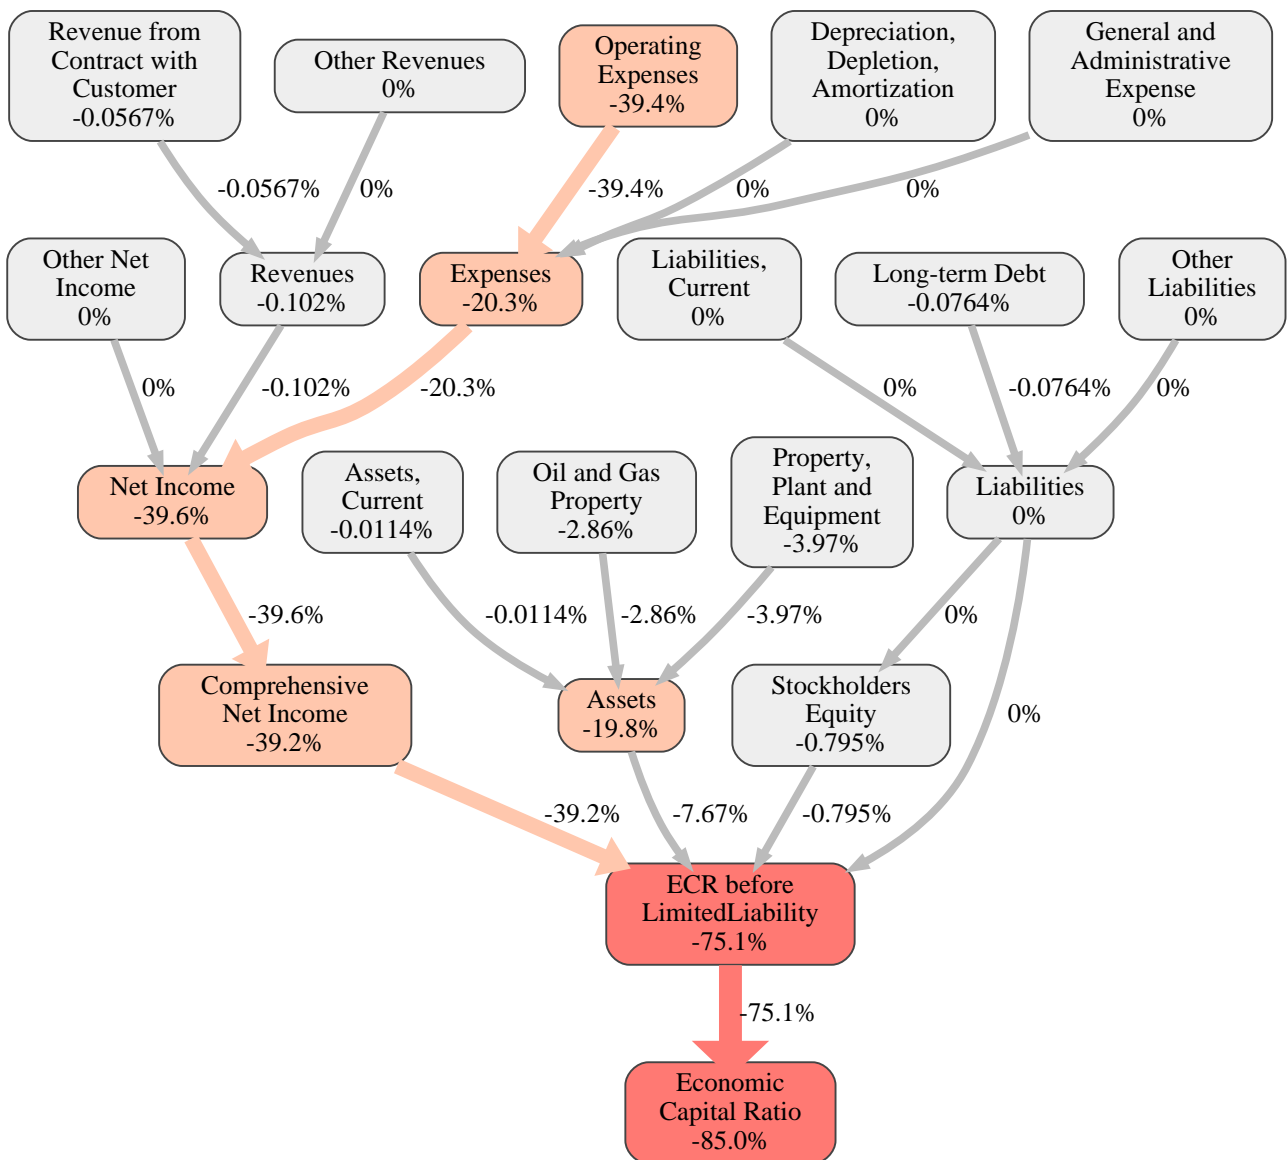 Revenue from
Contract with
Customer
-0.0567%
Other Revenues
0%
Operating
Expenses
-39.4%
Depreciation,
Depletion,
Amortization
0%
General and
Administrative
Expense
0%
-0.0567%
0%
-39.4%
0%
0%
Other Net
Income
0%
Revenues
-0.102%
Expenses
-20.3%
Liabilities,
Current
0%
Long-term Debt
-0.0764%
Other
Liabilities
0%
0%
-0.102%
-20.3%
0%
-0.0764%
0%
Net Income
-39.6%
Assets,
Current
-0.0114%
Oil and Gas
Property
-2.86%
Property,
Plant and
Equipment
-3.97%
Liabilities
0%
-39.6%
-0.0114%
-2.86%
-3.97%
0%
0%
Comprehensive
Net Income
-39.2%
Assets
-19.8%
Stockholders
Equity
-0.795%
-39.2%
-7.67%
-0.795%
ECR before
LimitedLiability
-75.1%
-75.1%
Economic
Capital Ratio
-85.0%